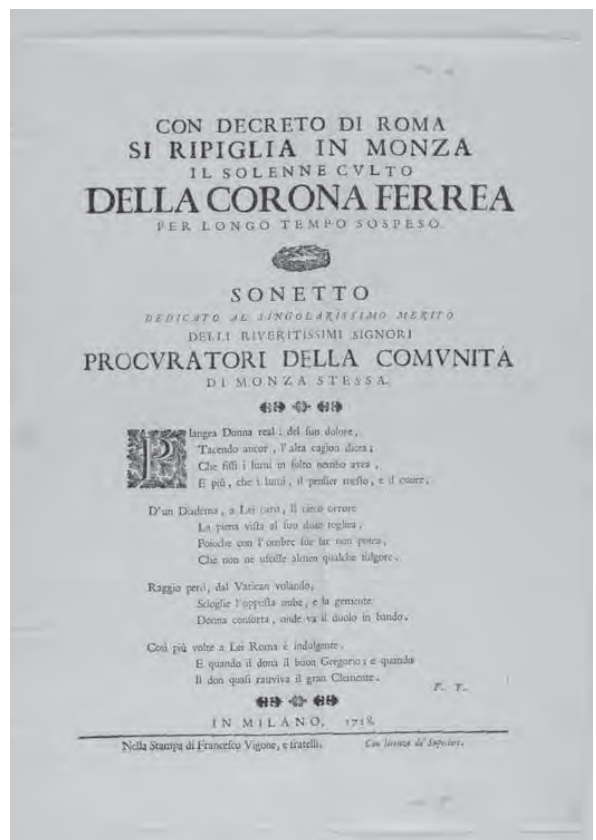 CON DECRETO DI ROMA
SI RIPIGLIA IN MONZA
IL SOLENNE CVLTO
DELLA CORONA FERREA
PER LONGO TEMPO SOSPESO.
SONETTO
DEDICATO AL SINGOLARISSIMO MERITO
DELLI RIVERITISSIMI SIGNORI
PROCVRATORI DELLA COMVNITÀ
DI MONZA STESSA.
PIangea Donna real; del suo dolore,
Tacendo ancor, l'alta cagion dicea;
Che fissi i lumi in folto nembo avea,
E più, che i lumi, il pensier mesto, e il cuore,
D'un Diadema, a Lei caro, il cieco orrore
La piena vista al suo duolo togliea,
Poiche con l'ombre sue far non potea,
Che non ne uscisse almen qualche fulgore.
Raggio però, dal Vatican volando,
Scioglie l'opposta nube, e la gemente
Donna conforta, onde va il duolo in bando.
Così più volte a Lei Roma è indulgente.
E quando il donà il buon Gregorio; e quando
Il don quasi ravviva il gran Clemente.
F. T.
IN MILANO, 1718.
Nella Stampa di Francesco Vigone, e fratelli.
Con licenza de' Superiori.